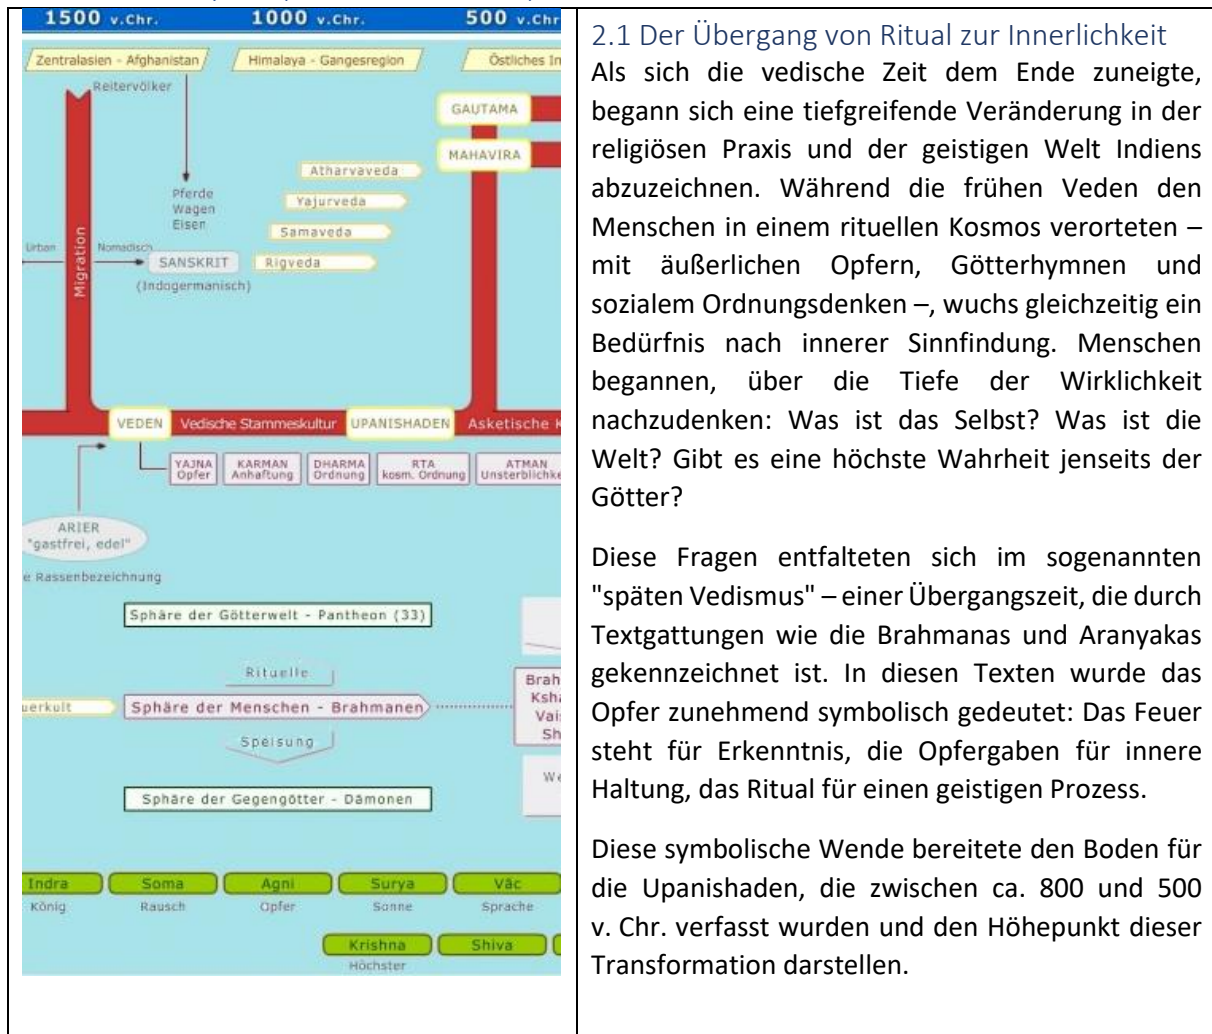 1500 v.Chr.
1000 v.Chr.
500 v.Chr
Zentralasien - Afghanistan
Himalaya - Gangesregion
Östliches In
Reitervölker
GAUTAMA
MAHAVIRA
Atharvaveda
Yajurveda
Samaveda
Rigveda
Pferde
Wagen
Eisen
Urban
Migration
Nomadisch
SANSKRIT
(Indogermanisch)
VEDEN
Vedische Stammeskultur
UPANISHADEN
Asketische K
YAJNA
Opfer
KARMAN
Anhaftung
DHARMA
Ordnung
RTA
kosm. Ordnung
ATMAN
Unsterblichke
ARIER
"gastfrei, edel"
e Rassenbezeichnung
Sphäre der Götterwelt - Pantheon (33)
Rituelle
uerkult
Sphäre der Menschen - Brahmanen
Speisung
Sphäre der Gegengötter - Dämonen
Brah
Ksha
Vai
Sh
We
Indra
König
Soma
Rausch
Agni
Opfer
Surya
Sonne
Vâc
Sprache
Krishna
Höchster
Shiva
2.1 Der Übergang von Ritual zur Innerlichkeit
Als sich die vedische Zeit dem Ende zuneigte,
begann sich eine tiefgreifende Veränderung in der
religiösen Praxis und der geistigen Welt Indiens
abzuzeichnen. Während die frühen Veden den
Menschen in einem rituellen Kosmos verorteten –
mit äußerlichen Opfern, Götterhymnen und
sozialem Ordnungsdenken –, wuchs gleichzeitig ein
Bedürfnis nach innerer Sinnfindung. Menschen
begannen, über die Tiefe der Wirklichkeit
nachzudenken: Was ist das Selbst? Was ist die
Welt? Gibt es eine höchste Wahrheit jenseits der
Götter?
Diese Fragen entfalteten sich im sogenannten
"späten Vedismus" – einer Übergangszeit, die durch
Textgattungen wie die Brahmanas und Aranyakas
gekennzeichnet ist. In diesen Texten wurde das
Opfer zunehmend symbolisch gedeutet: Das Feuer
steht für Erkenntnis, die Opfergaben für innere
Haltung, das Ritual für einen geistigen Prozess.
Diese symbolische Wende bereitete den Boden für
die Upanishaden, die zwischen ca. 800 und 500
v. Chr. verfasst wurden und den Höhepunkt dieser
Transformation darstellen.